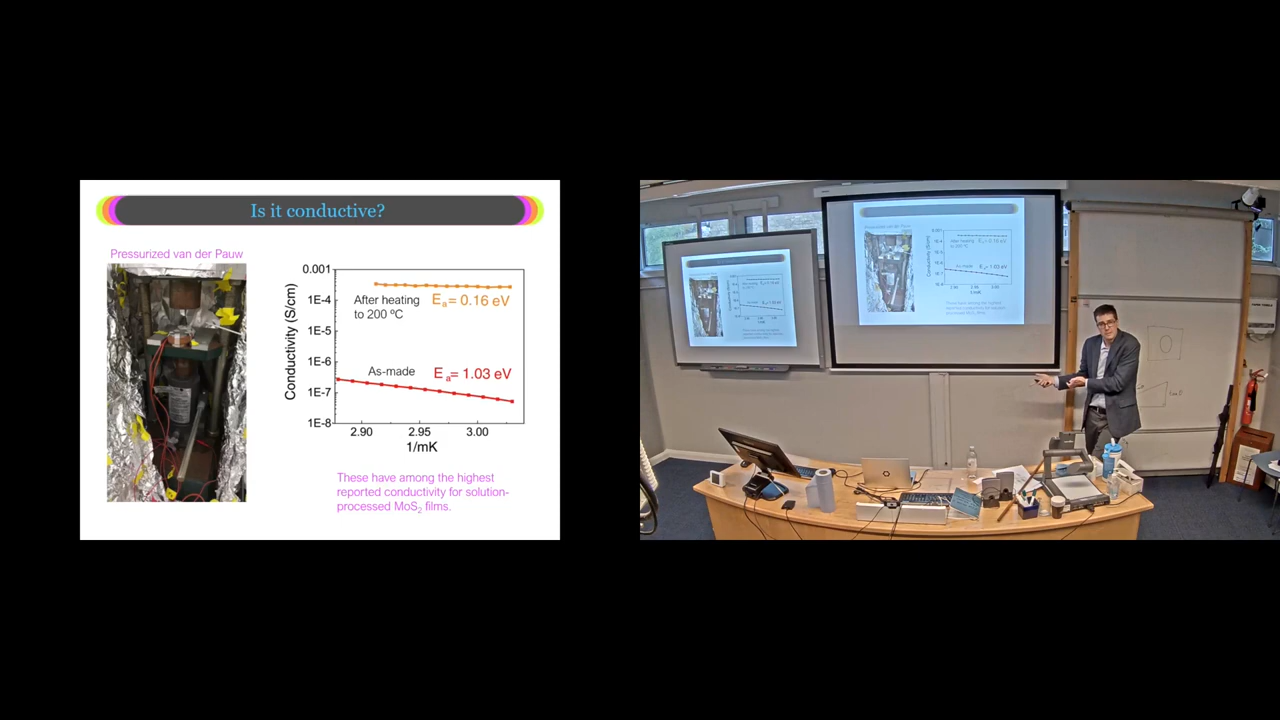 Is it conductive?
Pressurized van der Pauw
Conductivity (S/cm)
0.001
1E-4
1E-5
1E-6
1E-7
1E-8
After heating
to 200 ºC
Ea= 0.16 eV
As-made
Ea= 1.03 eV
2.90
2.95
3.00
1/mK
These have among the highest
reported conductivity for solution-
processed MoS2 films.